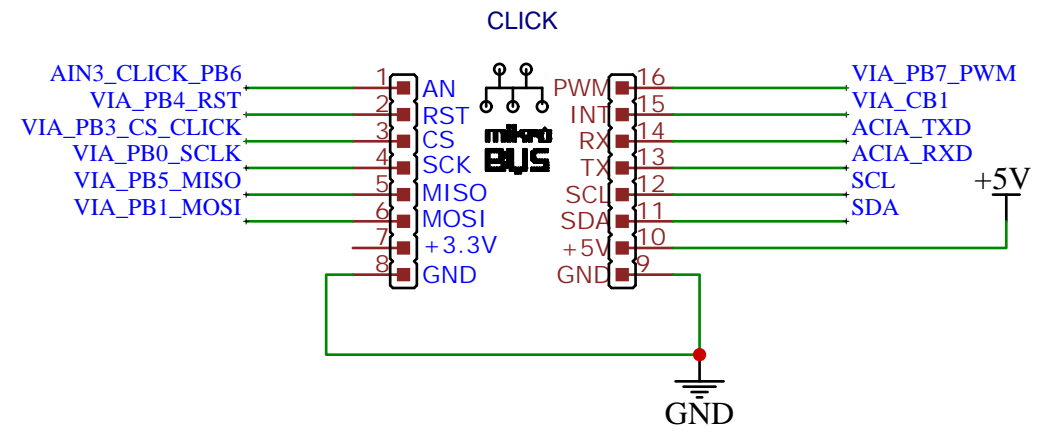 CLICK
AIN3_CLICK_PB6 1 AN
VIA_PB4_RST 2 RST
VIA_PB3_CS_CLICK 3 CS
VIA_PB0_SCLK 4 SCK
VIA_PB5_MISO 5 MISO
VIA_PB1_MOSI 6 MOSI
7 +3.3V
8 GND
mikro
BUS
PWM 16 VIA_PB7_PWM
INT 15 VIA_CB1
RX 14 ACIA_TXD
TX 13 ACIA_RXD
SCL 12 SCL
SDA 11 SDA
+5V 10
GND 9
+5V
GND